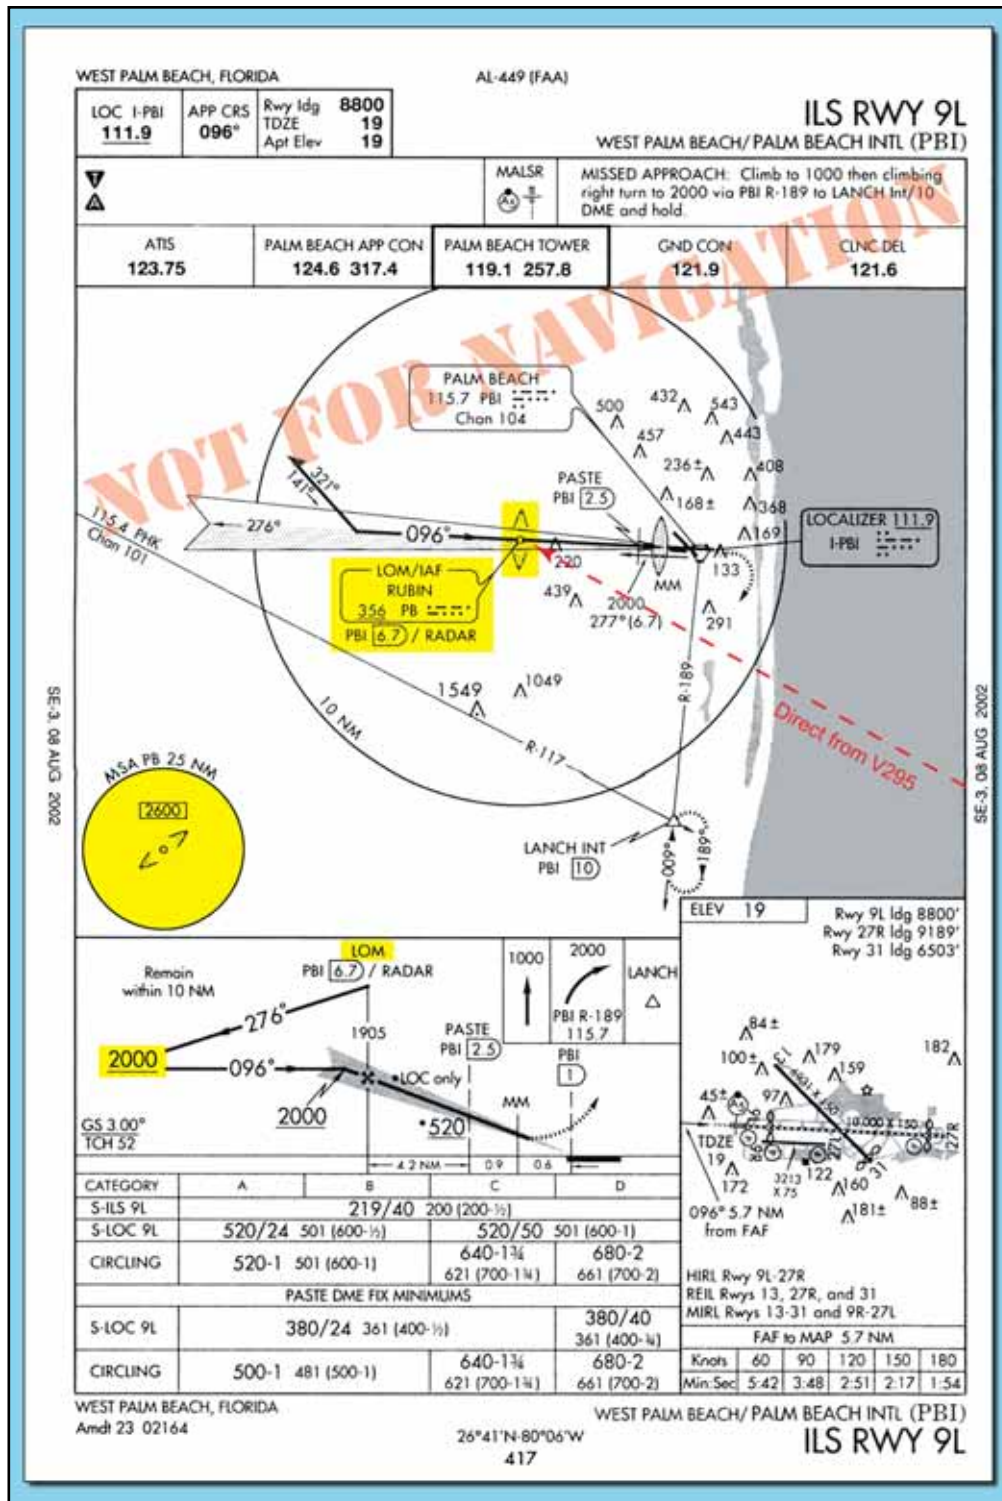 WEST PALM BEACH, FLORIDA
AL-449 (FAA)
LOC I-PBI
111.9
APP CRS
096°
Rwy ldg 8800
TDZE 19
Apt Elev 19
ILS RWY 9L
WEST PALM BEACH/ PALM BEACH INTL (PBI)
T
A
MALSR
A5
MISSED APPROACH: Climb to 1000 then climbing
right turn to 2000 via PBI R-189 to LANCH Int/10
DME and hold.
ATIS
123.75
PALM BEACH APP CON
124.6 317.4
PALM BEACH TOWER
119.1 257.8
GND CON
121.9
CLNC DEL
121.6
NOT FOR NAVIGATION
PALM BEACH
115.7 PBI
Chan 104
500
432
543
457
443
236±
408
168±
368
169
PASTE
PBI 2.5
321°
141°
276°
096°
115.4 PHK
Chan 101
LOCALIZER 111.9
I-PBI
LOM/IAF
RUBIN
356 PB
PBI 6.7 / RADAR
220
439
MM
2000
277° (6.7)
133
291
R-189
1049
1549
10 NM
R-117
Direct from V295
MSA PB 25 NM
2600
LANCH INT
PBI 10
009°
189°
SE-3, 08 AUG 2002
SE-3, 08 AUG 2002
ELEV 19
Rwy 9L ldg 8800'
Rwy 27R ldg 9189'
Rwy 31 ldg 6503'
Remain
within 10 NM
LOM
PBI 6.7 / RADAR
276°
2000
096°
1905
2000
LOC only
PASTE
PBI 2.5
520
MM
PBI
1
1000
2000
PBI R-189
115.7
LANCH
GS 3.00°
TCH 52
4.2 NM
0.9
0.6
84±
179
182
100±
159
97
45±
10,000 X 150
TDZE
19
9L
9R
27L
27R
13
31
3213
X 75
122
172
160
181±
88±
096° 5.7 NM
from FAF
HIRL Rwy 9L-27R
REIL Rwys 13, 27R, and 31
MIRL Rwys 13-31 and 9R-27L
CATEGORY A B C D
S-ILS 9L 219/40 200 (200-½)
S-LOC 9L 520/24 501 (600-½) 520/50 501 (600-1)
CIRCLING 520-1 501 (600-1) 640-1¾ 621 (700-1¾) 680-2 661 (700-2)
PASTE DME FIX MINIMUMS
S-LOC 9L 380/24 361 (400-½) 380/40 361 (400-¾)
CIRCLING 500-1 481 (500-1) 640-1¾ 621 (700-1¾) 680-2 661 (700-2)
FAF to MAP 5.7 NM
Knots 60 90 120 150 180
Min:Sec 5:42 3:48 2:51 2:17 1:54
WEST PALM BEACH, FLORIDA
Amdt 23 02164
26°41'N-80°06'W
417
WEST PALM BEACH/ PALM BEACH INTL (PBI)
ILS RWY 9L